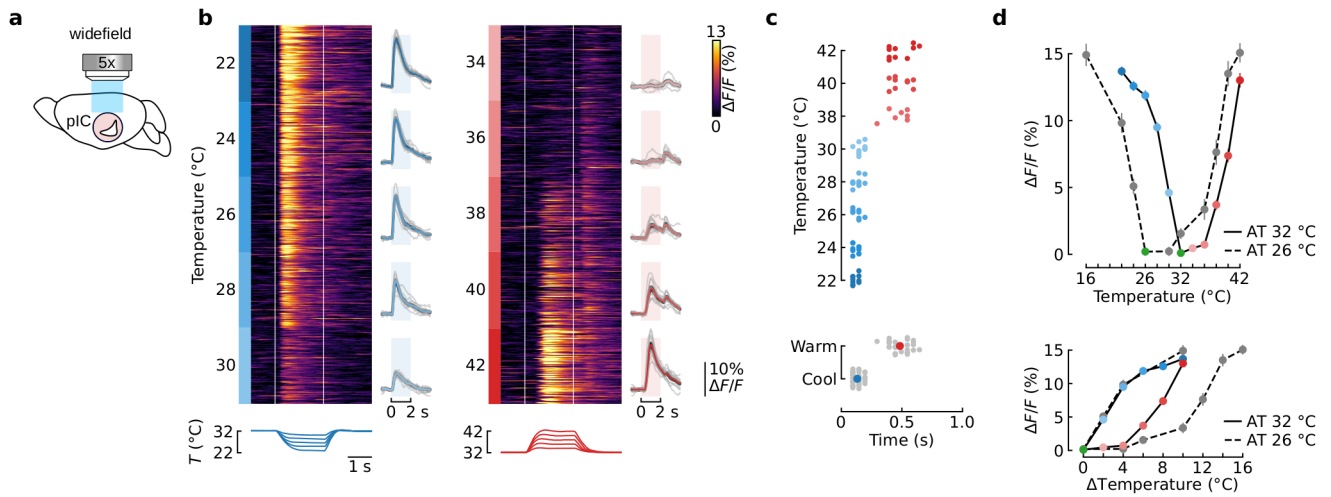 a
widefield
5x
pIC
b
Temperature (°C)
22
24
26
28
30
0 2 s
T (°C)
32
22
1 s
34
36
38
40
42
0 2 s
42
32
13
0
ΔF/F (%)
10%
ΔF/F
c
Temperature (°C)
42
40
38
36
34
32
30
28
26
24
22
Warm
Cool
0 0.5 1.0
Time (s)
d
ΔF/F (%)
15
10
5
0
AT 32 °C
AT 26 °C
16 26 32 42
Temperature (°C)
ΔF/F (%)
15
10
5
0
AT 32 °C
AT 26 °C
0 4 8 12 16
ΔTemperature (°C)